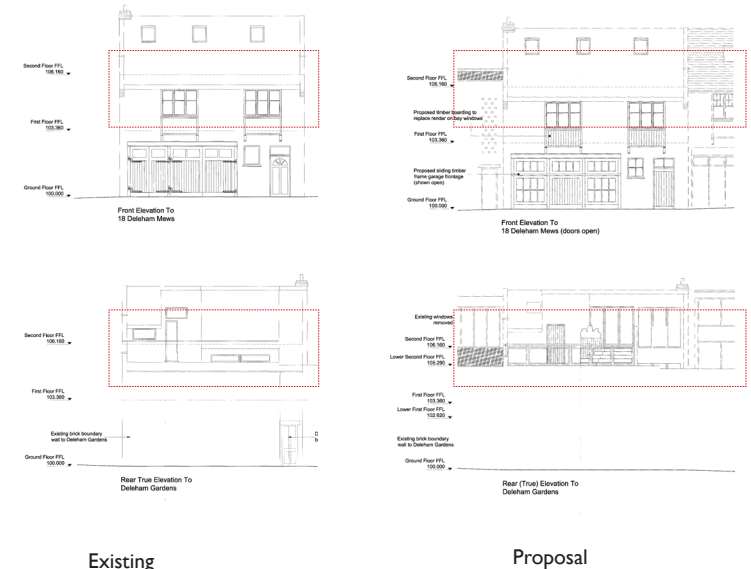 Second Floor FFL
106.160
First Floor FFL
103.360
Ground Floor FFL
100.000
Front Elevation To
18 Deleham Mews
Second Floor FFL
106.160
Proposed timber boarding to
replace render on bay windows
First Floor FFL
103.360
Proposed sliding timber
frame garage frontage
(shown open)
Ground Floor FFL
100.000
Front Elevation To
18 Deleham Mews (doors open)
Second Floor FFL
106.160
First Floor FFL
103.360
Existing brick boundary
wall to Deleham Gardens
D
b
Ground Floor FFL
100.000
Rear True Elevation To
Deleham Gardens
Existing windows
removed
Second Floor FFL
106.160
Lower Second Floor FFL
105.290
First Floor FFL
103.360
Lower First Floor FFL
102.620
Existing brick boundary
wall to Deleham Gardens
Ground Floor FFL
100.000
Rear (True) Elevation To
Deleham Gardens
Existing
Proposal